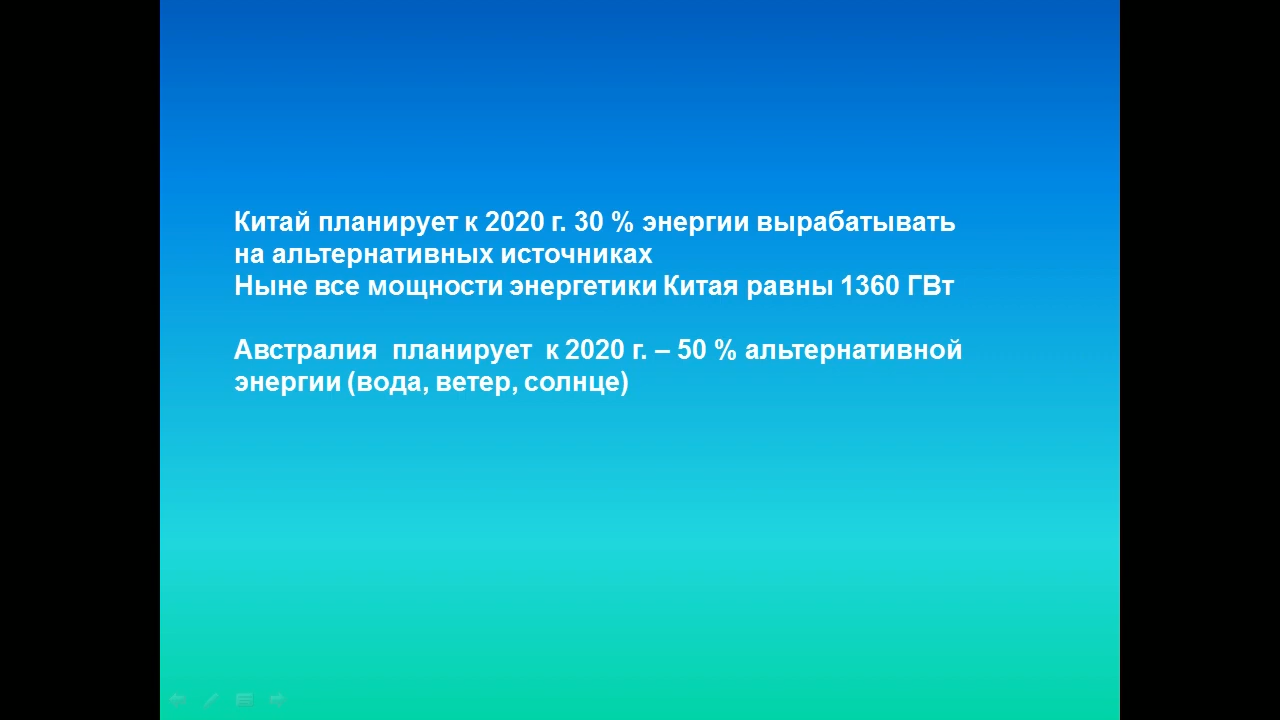 Китай планирует к 2020 г. 30 % энергии вырабатывать
на альтернативных источниках
Ныне все мощности энергетики Китая равны 1360 ГВт
Австралия  планирует  к 2020 г. – 50 % альтернативной
энергии (вода, ветер, солнце)